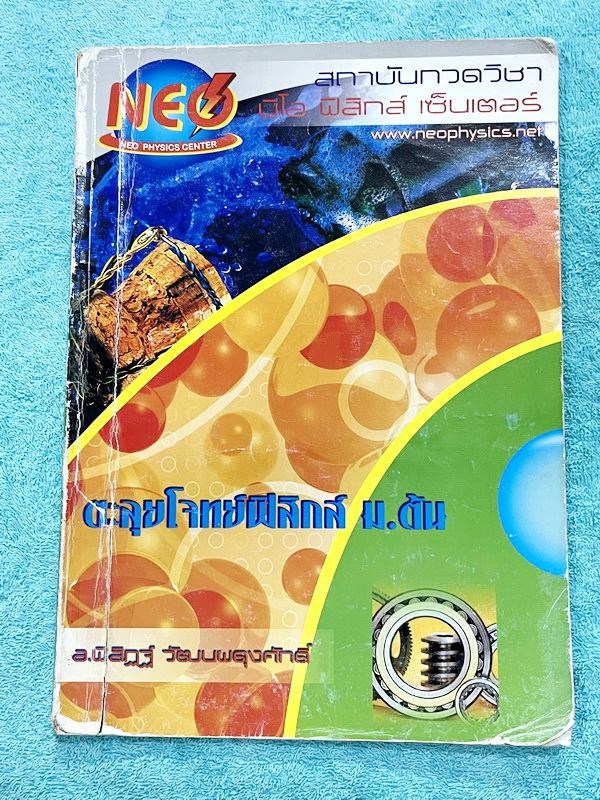 NEO
NEO PHYSICS CENTER
สถาบันกวดวิชา
นีโอ ฟิสิกส์ เซ็นเตอร์
www.neophysics.net
ตะลุยโจทย์ฟิสิกส์ ม.ต้น
อ.พิสิฏฐ์ วัฒนผดุงศักดิ์